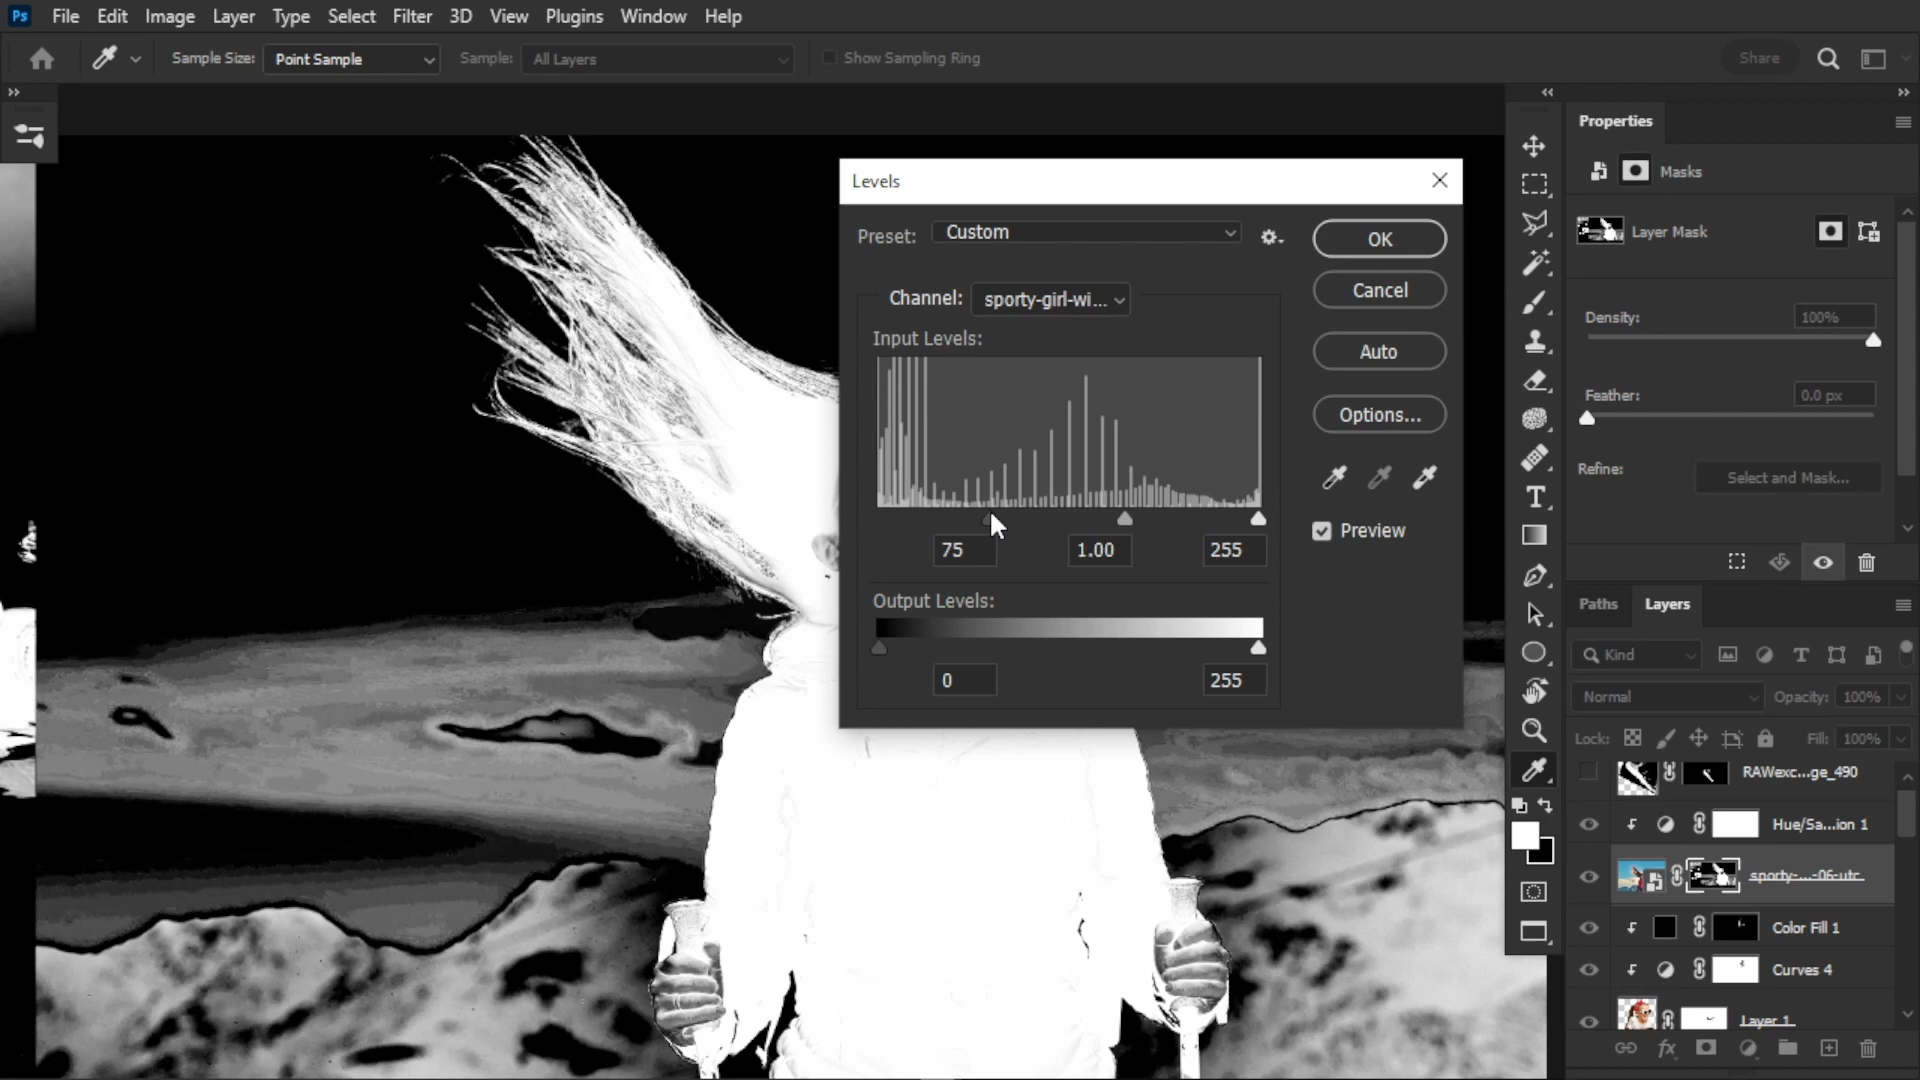 Ps File Edit Image Layer Type Select Filter 3D View Plugins Window Help
Sample Size: Point Sample Sample: All Layers Show Sampling Ring Share
Properties
Masks
Layer Mask
Density: 100%
Feather: 0.0 px
Refine: Select and Mask...
Levels
Preset: Custom
OK
Channel: sporty-girl-wi...
Cancel
Input Levels:
Auto
Options...
Preview
75 1.00 255
Output Levels:
0 255
Paths Layers
Kind
Normal Opacity: 100%
Lock: Fill: 100%
RAWexc...ge_490
Hue/Sa...ion 1
sporty-...-06-utc
Color Fill 1
Curves 4
Layer 1
fx